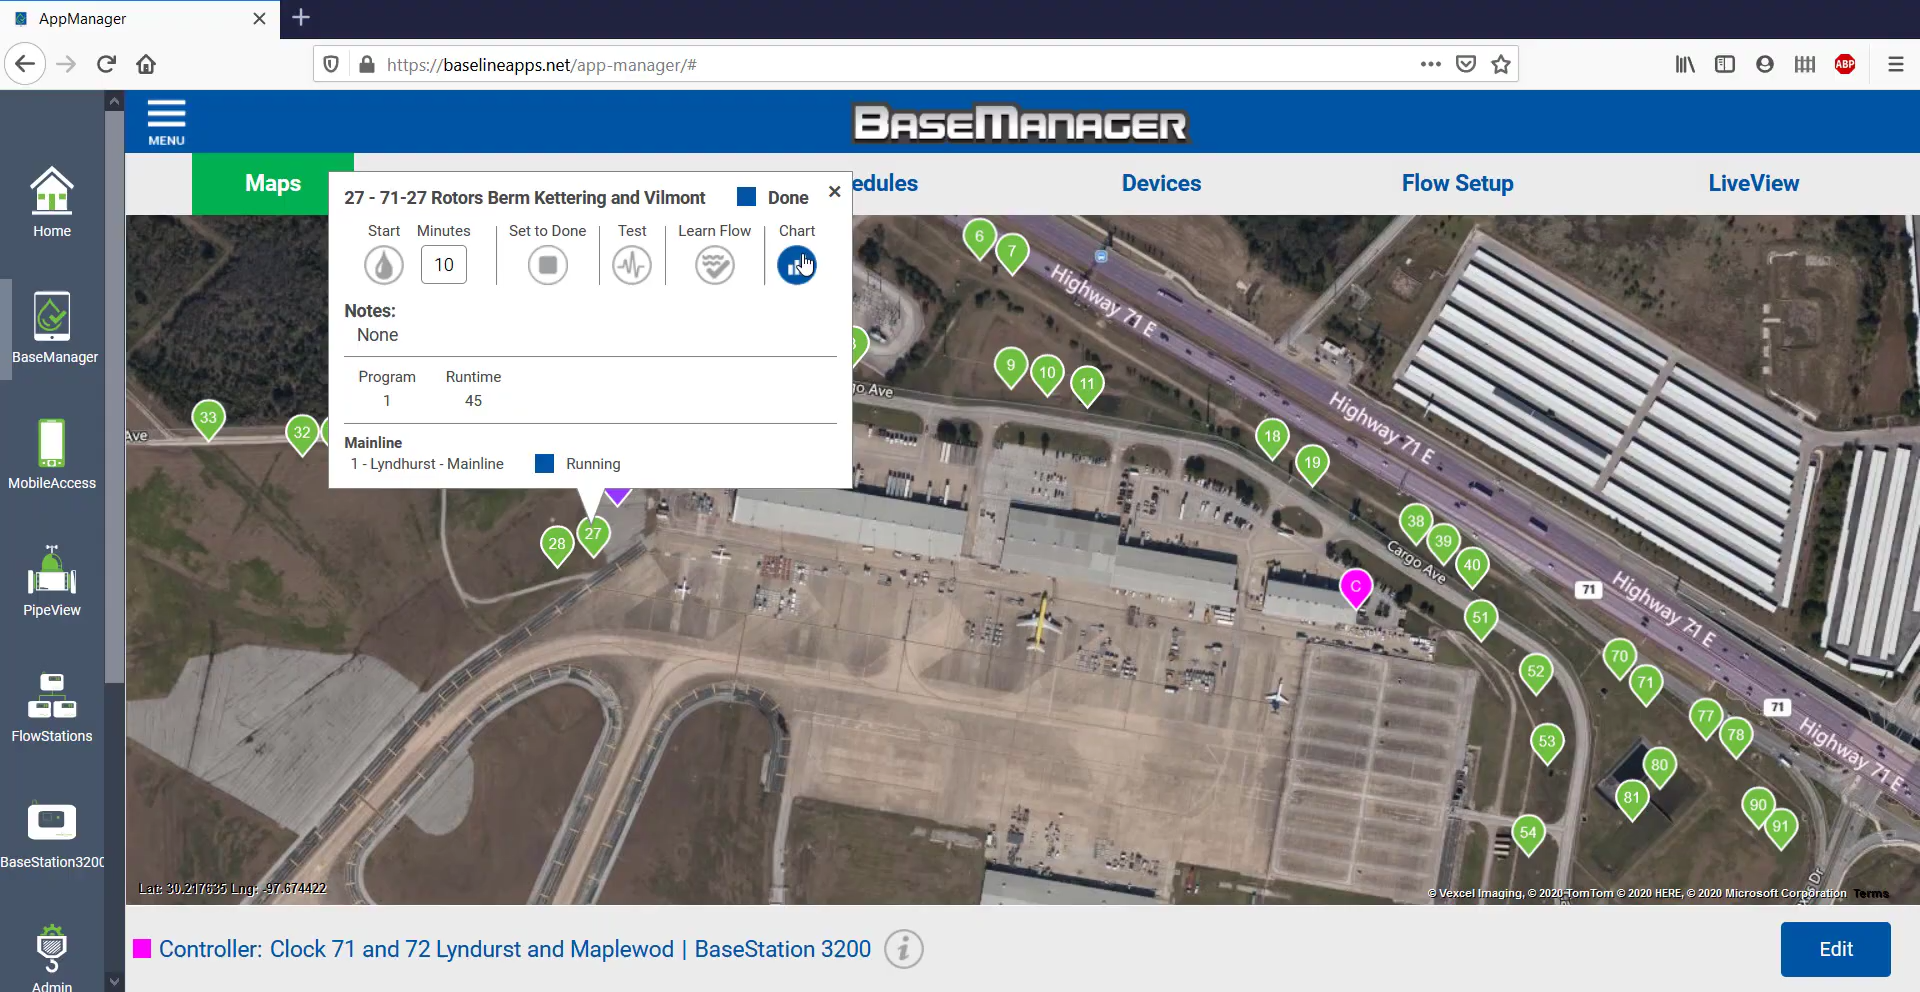 AppManager
https://baselineapps.net/app-manager/#
ABP
MENU
BASEMANAGER
Home
BaseManager
MobileAccess
PipeView
FlowStations
BaseStation3200
Admin
Maps
edules
Devices
Flow Setup
LiveView
27 - 71-27 Rotors Berm Kettering and Vilmont
Done
Start
Minutes
Set to Done
Test
Learn Flow
Chart
10
Notes:
None
Program
Runtime
1
45
Mainline
1 - Lyndhurst - Mainline
Running
6
7
9
10
11
18
19
33
32
28
27
38
39
40
C
51
52
53
54
70
71
77
78
80
81
90
91
Ave
go Ave
Cargo Ave
Highway 71 E
Highway 71 E
Highway 71 E
Highway 71 E
71
71
Lat: 30.217635 Lng: -97.674422
© Vexcel Imaging, © 2020 TomTom © 2020 HERE, © 2020 Microsoft Corporation Terms
Controller: Clock 71 and 72 Lyndurst and Maplewod | BaseStation 3200
Edit